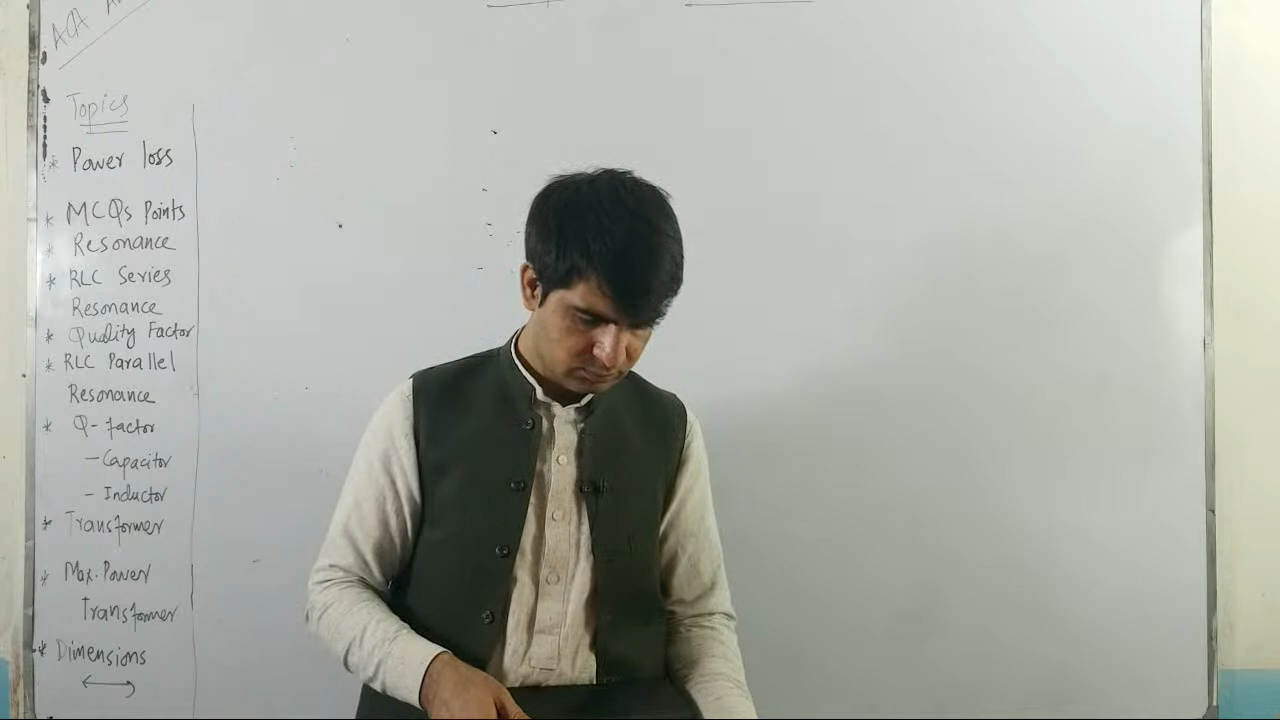 ACA
Topics
* Power loss
* MCQs Points
* Resonance
* RLC Series
Resonance
* Quality Factor
* RLC Parallel
Resonance
* Q-factor
- Capacitor
- Inductor
* Transformer
* Max. Power
Transformer
* Dimensions